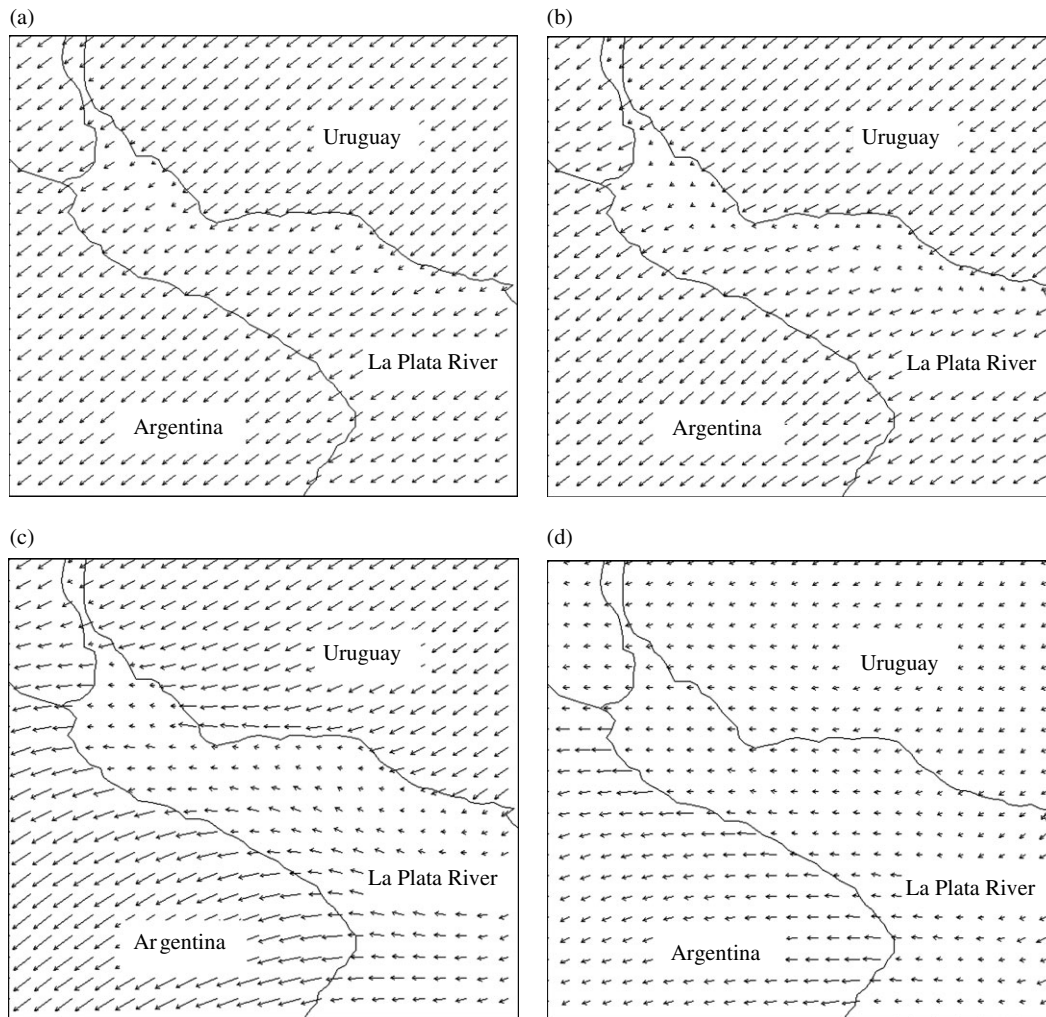 (a)
(b)
Uruguay
Uruguay
La Plata River
La Plata River
Argentina
Argentina
(c)
(d)
Uruguay
Uruguay
La Plata River
La Plata River
Argentina
Argentina